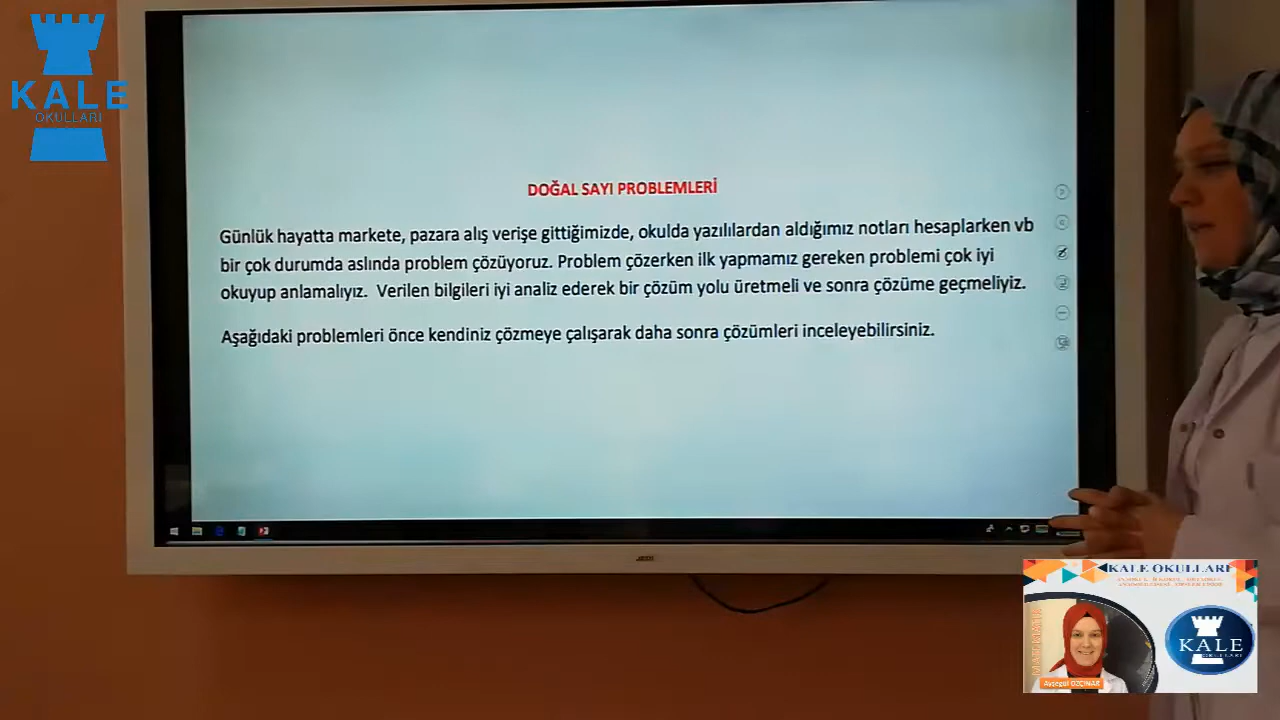 KALE
OKULLARI
DOĞAL SAYI PROBLEMLERİ
Günlük hayatta markete, pazara alış verişe gittiğimizde, okulda yazılılardan aldığımız notları hesaplarken vb
bir çok durumda aslında problem çözüyoruz. Problem çözerken ilk yapmamız gereken problemi çok iyi
okuyup anlamalıyız. Verilen bilgileri iyi analiz ederek bir çözüm yolu üretmeli ve sonra çözüme geçmeliyiz.
Aşağıdaki problemleri önce kendiniz çözmeye çalışarak daha sonra çözümleri inceleyebilirsiniz.
KALE OKULLARI
KALE
OKULLARI
Ayşegül ÖZÇINAR